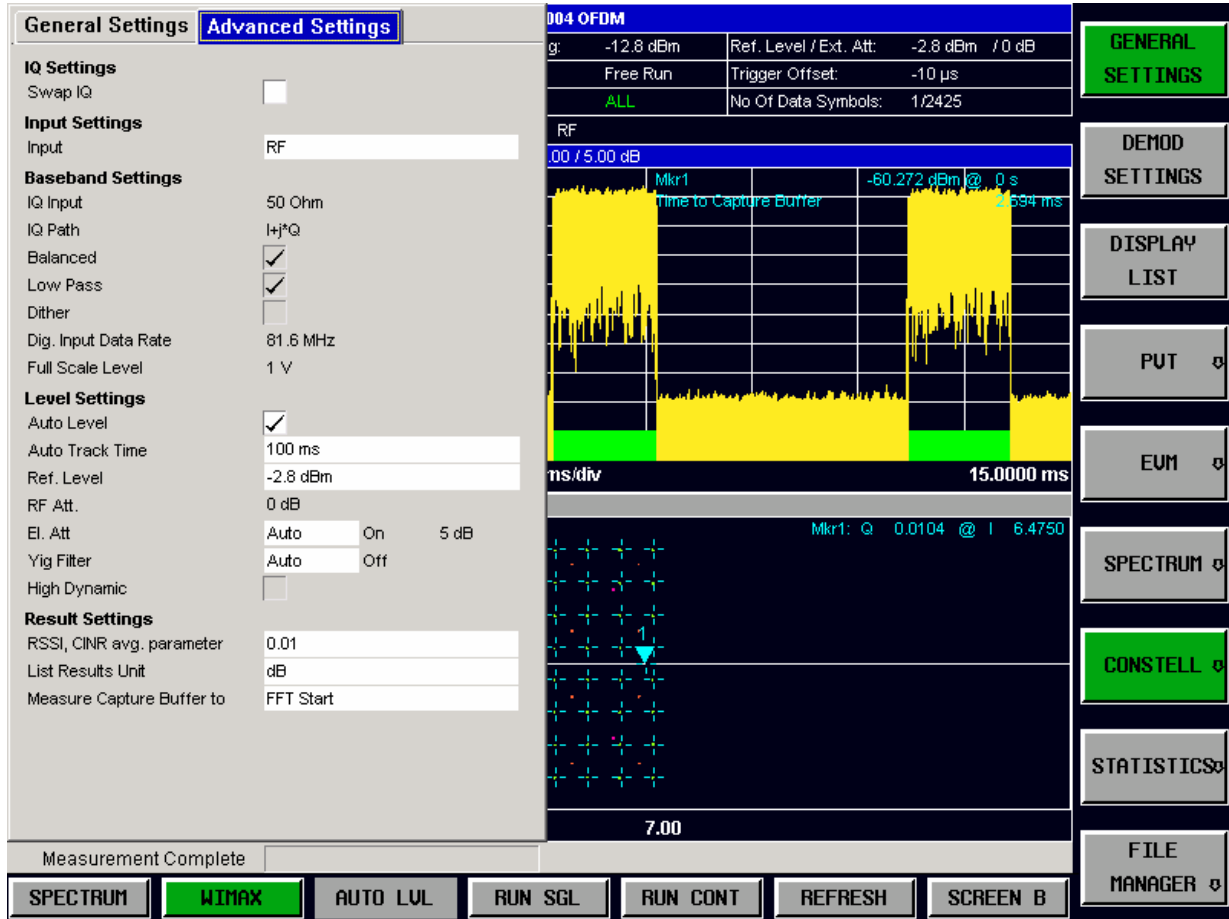 General Settings Advanced Settings
IQ Settings
Swap IQ
Input Settings
Input RF
Baseband Settings
IQ Input 50 Ohm
IQ Path I+j*Q
Balanced
Low Pass
Dither
Dig. Input Data Rate 81.6 MHz
Full Scale Level 1 V
Level Settings
Auto Level
Auto Track Time 100 ms
Ref. Level -2.8 dBm
RF Att. 0 dB
El. Att Auto On 5 dB
Yig Filter Auto Off
High Dynamic
Result Settings
RSSI, CINR avg. parameter 0.01
List Results Unit dB
Measure Capture Buffer to FFT Start
Measurement Complete
004 OFDM
g: -12.8 dBm Ref. Level / Ext. Att: -2.8 dBm / 0 dB
Free Run Trigger Offset: -10 µs
ALL No Of Data Symbols: 1/2425
RF
.00 / 5.00 dB
Mkr1 -60.272 dBm @ 0 s
Time to Capture Buffer 2.594 ms
ms/div 15.0000 ms
Mkr1: Q 0.0104 @ I 6.4750
1
7.00
GENERAL
SETTINGS
DEMOD
SETTINGS
DISPLAY
LIST
PVT
EVM
SPECTRUM
CONSTELL
STATISTICS
FILE
MANAGER
SPECTRUM WIMAX AUTO LVL RUN SGL RUN CONT REFRESH SCREEN B